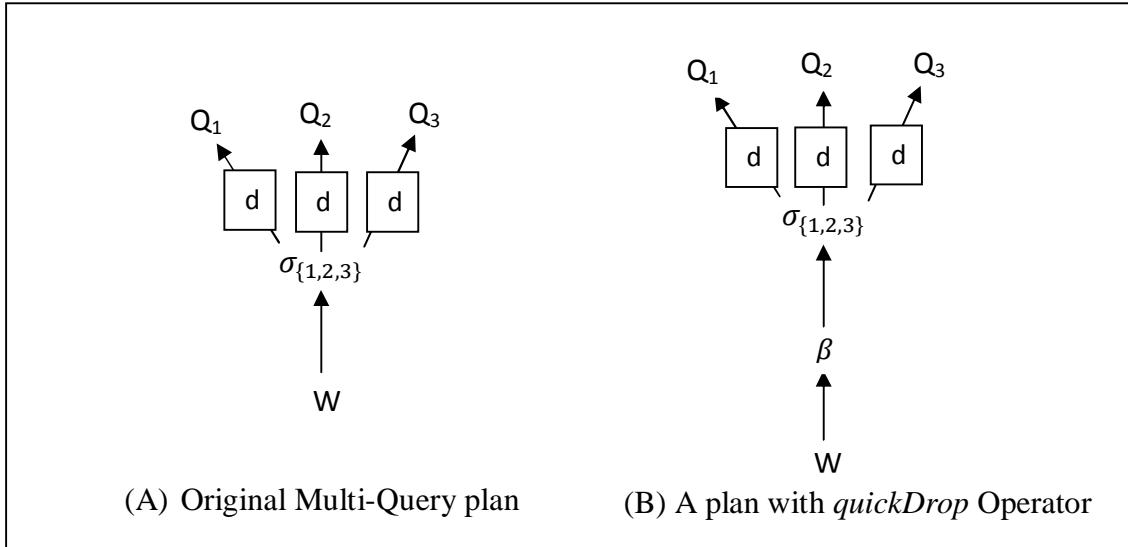 Q₁ Q₂ Q₃
d d d
σ{1,2,3}
W
(A) Original Multi-Query plan
Q₁ Q₂ Q₃
d d d
σ{1,2,3}
β
W
(B) A plan with quickDrop Operator